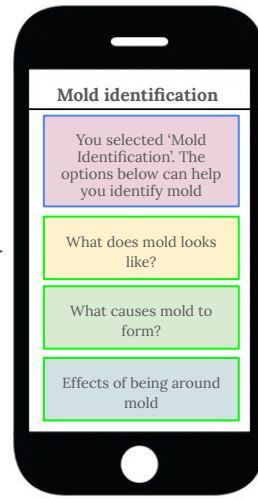 Mold identification
You selected ‘Mold
Identification’. The
options below can help
you identify mold
What does mold looks
like?
What causes mold to
form?
Effects of being around
mold